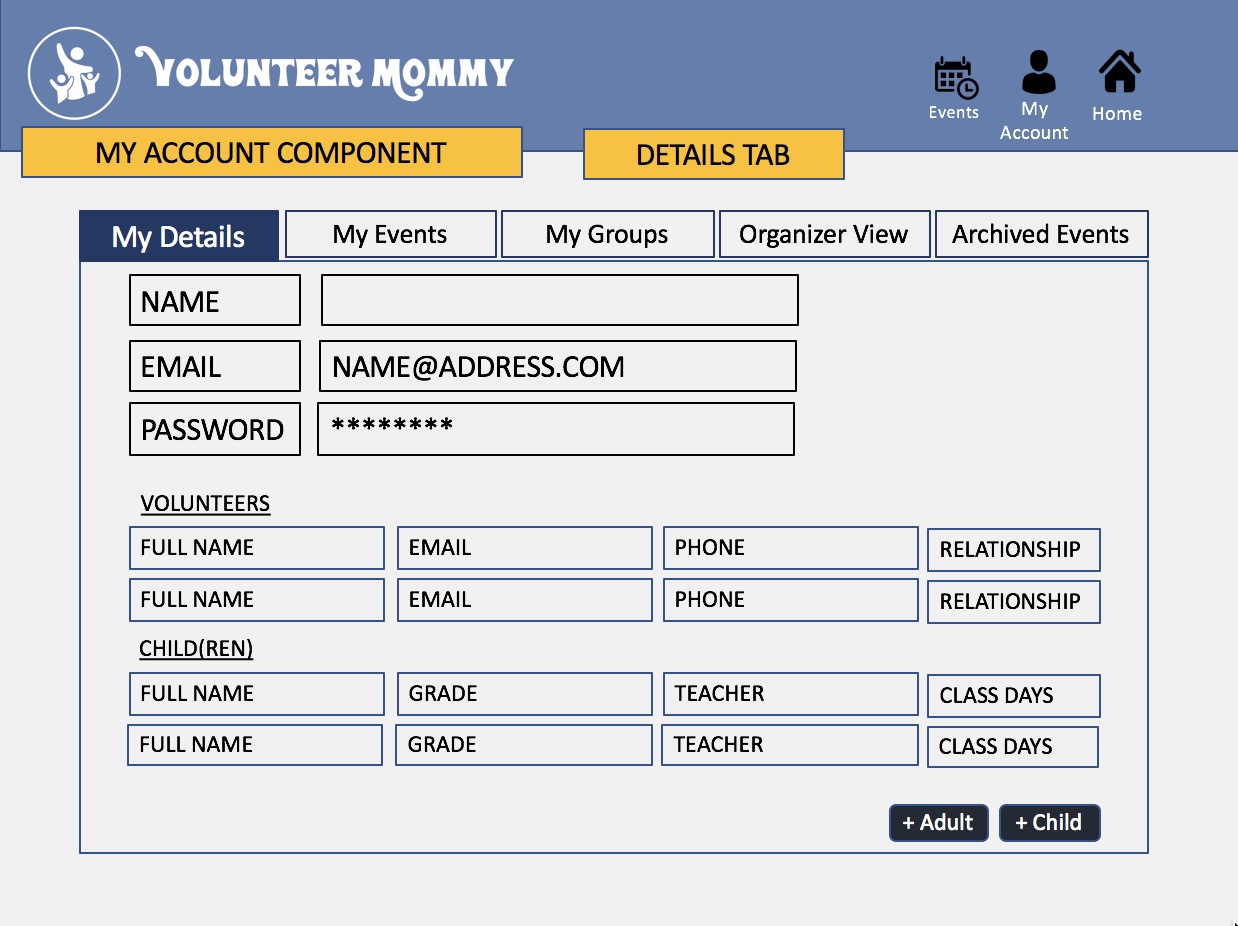 VOLUNTEER MOMMY
Events
My
Account
Home
MY ACCOUNT COMPONENT
DETAILS TAB
My Details
My Events
My Groups
Organizer View
Archived Events
NAME
EMAIL
NAME@ADDRESS.COM
PASSWORD
********
VOLUNTEERS
FULL NAME
EMAIL
PHONE
RELATIONSHIP
FULL NAME
EMAIL
PHONE
RELATIONSHIP
CHILD(REN)
FULL NAME
GRADE
TEACHER
CLASS DAYS
FULL NAME
GRADE
TEACHER
CLASS DAYS
+ Adult
+ Child